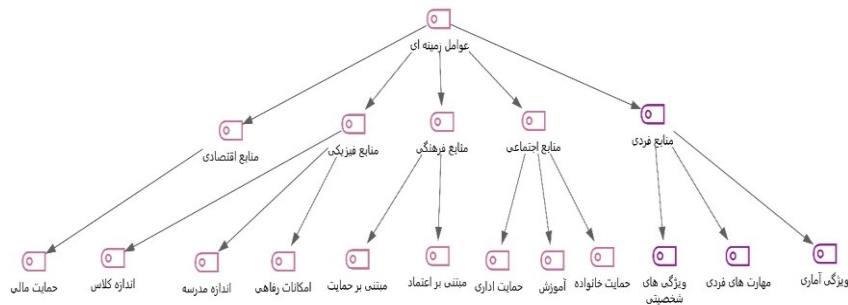 عوامل زمینه ای
منابع فردی
منابع اجتماعی
منابع فرهنگی
منابع فیزیکی
منابع اقتصادی
ویژگی آماری
مهارت های فردی
ویژگی های
شخصیتی
حمایت خانواده
آموزش
حمایت اداری
مبتنی بر اعتماد
مبتنی بر حمایت
امکانات رفاهی
اندازه مدرسه
اندازه کلاس
حمایت مالی